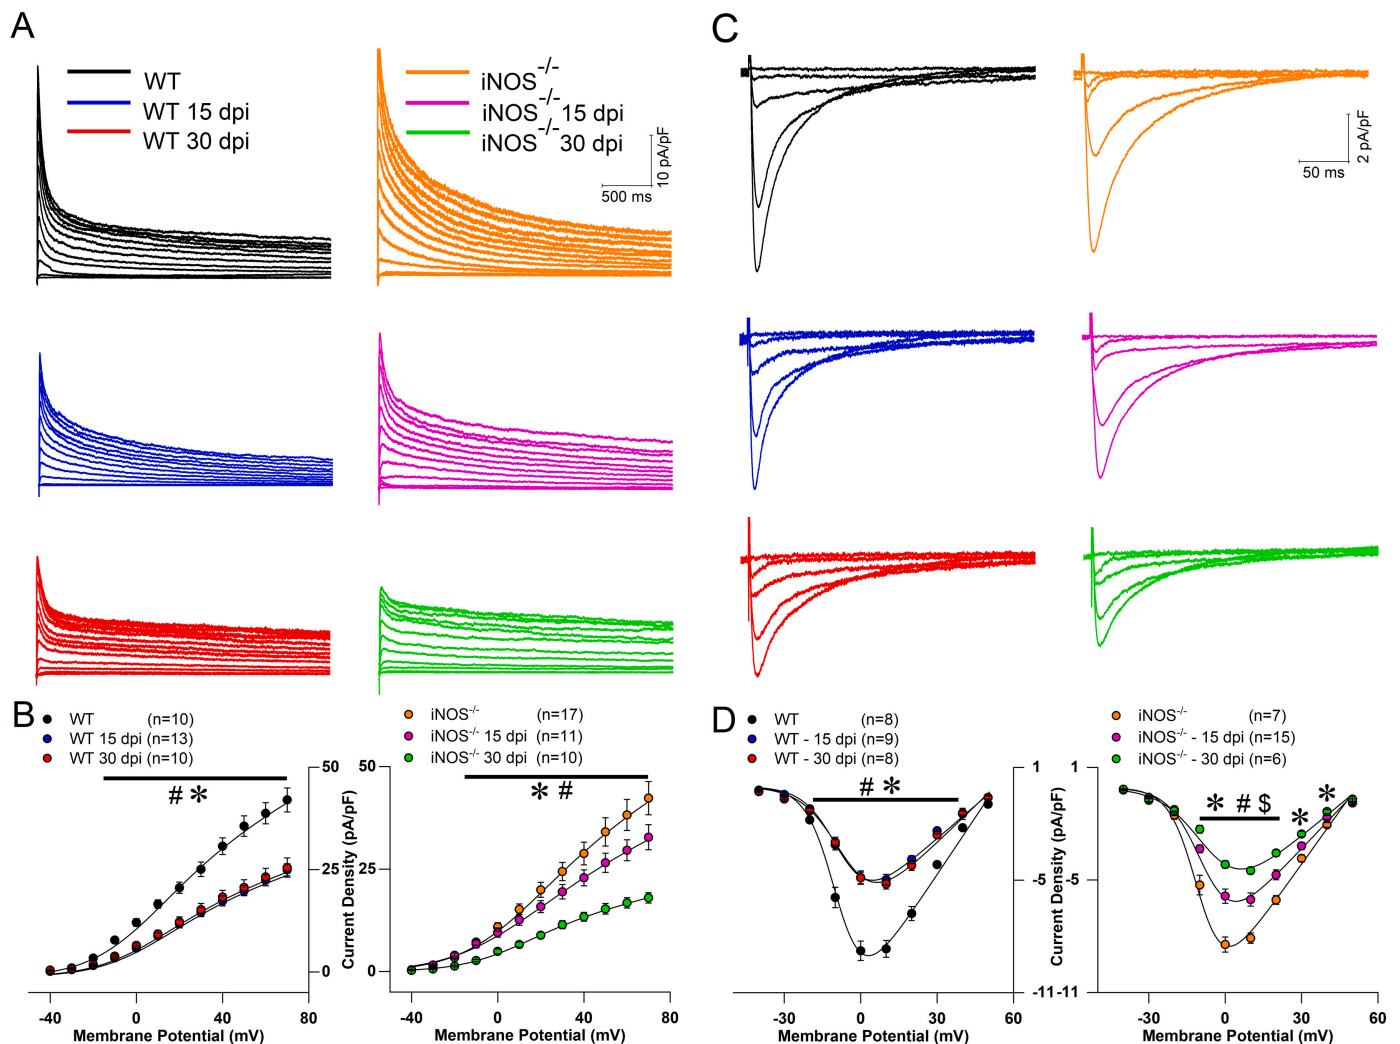 A
WT
WT 15 dpi
WT 30 dpi
iNOS-/-
iNOS-/- 15 dpi
iNOS-/- 30 dpi
10 pA/pF
500 ms
C
2 pA/pF
50 ms
B
WT (n=10)
WT 15 dpi (n=13)
WT 30 dpi (n=10)
# *
50
25
0
Current Density (pA/pF)
-40 0 40 80
Membrane Potential (mV)
iNOS-/- (n=17)
iNOS-/- 15 dpi (n=11)
iNOS-/- 30 dpi (n=10)
* #
50
25
0
-40 0 40 80
Membrane Potential (mV)
D
WT (n=8)
WT - 15 dpi (n=9)
WT - 30 dpi (n=8)
# *
1
-5
-11
Current Density (pA/pF)
-30 0 30 60
Membrane Potential (mV)
iNOS-/- (n=7)
iNOS-/- - 15 dpi (n=15)
iNOS-/- - 30 dpi (n=6)
* # $ * *
1
-5
-11
-30 0 30 60
Membrane Potential (mV)